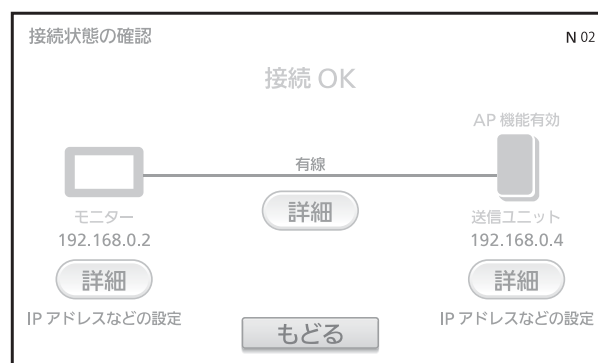 接続状態の確認
N 02
接続 OK
AP 機能有効
有線
詳細
モニター
送信ユニット
192.168.0.2
192.168.0.4
詳細
詳細
IP アドレスなどの設定
IP アドレスなどの設定
もどる